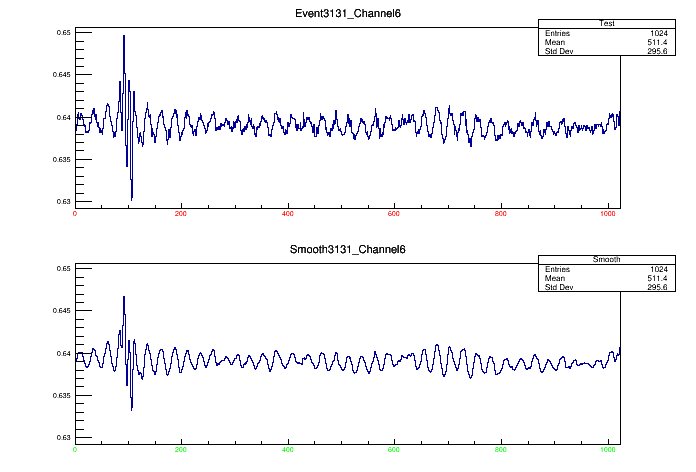 Event3131_Channel6
Test
Entries 1024
Mean 511.4
Std Dev 295.6
0.65
0.645
0.64
0.635
0.63
0 200 400 600 800 1000
Smooth3131_Channel6
Smooth
Entries 1024
Mean 511.4
Std Dev 295.6
0.65
0.645
0.64
0.635
0.63
0 200 400 600 800 1000